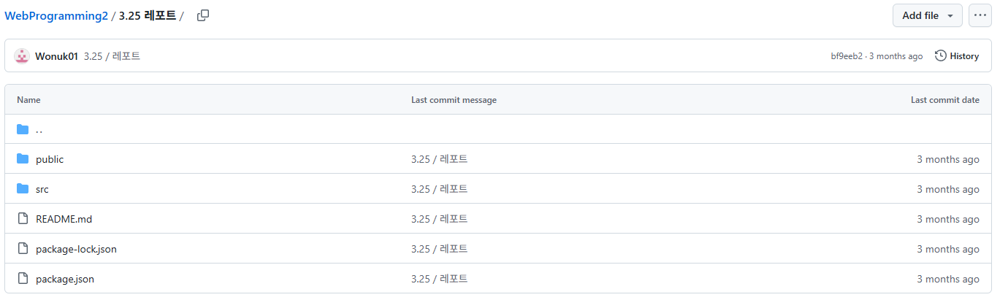 WebProgramming2 / 3.25 레포트 /
Add file
Wonuk01 3.25 / 레포트
bf9eeb2 · 3 months ago
History
Name Last commit message Last commit date
..
public 3.25 / 레포트 3 months ago
src 3.25 / 레포트 3 months ago
README.md 3.25 / 레포트 3 months ago
package-lock.json 3.25 / 레포트 3 months ago
package.json 3.25 / 레포트 3 months ago